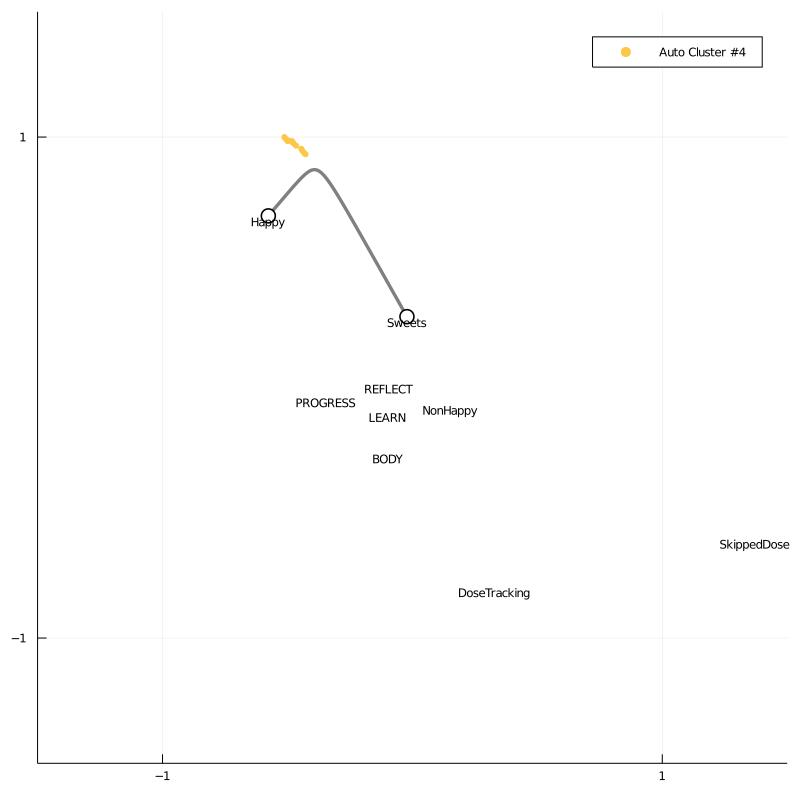 Auto Cluster #4
1
Happy
Sweets
REFLECT
PROGRESS
NonHappy
LEARN
BODY
SkippedDose
DoseTracking
−1
−1
1